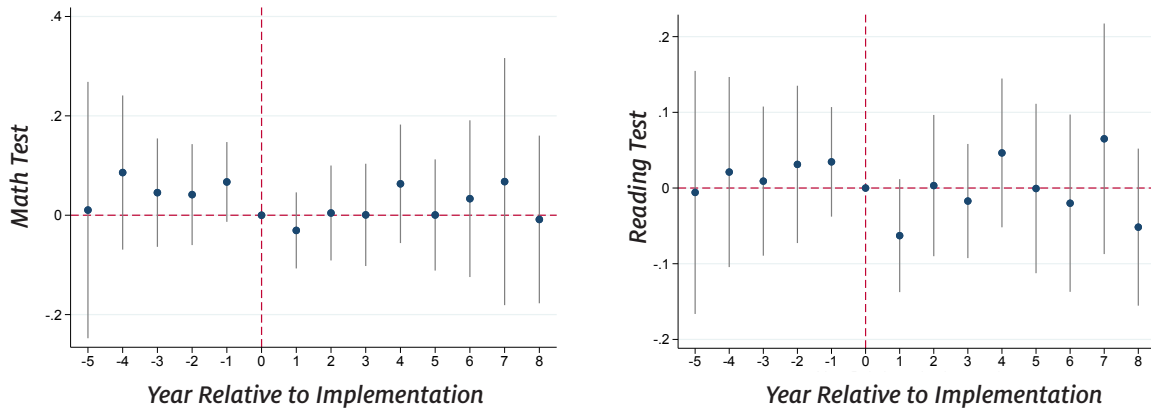 .4
.2
0
-.2
Math Test
-5 -4 -3 -2 -1 0 1 2 3 4 5 6 7 8
Year Relative to Implementation
.2
.1
0
-.1
-.2
Reading Test
-5 -4 -3 -2 -1 0 1 2 3 4 5 6 7 8
Year Relative to Implementation